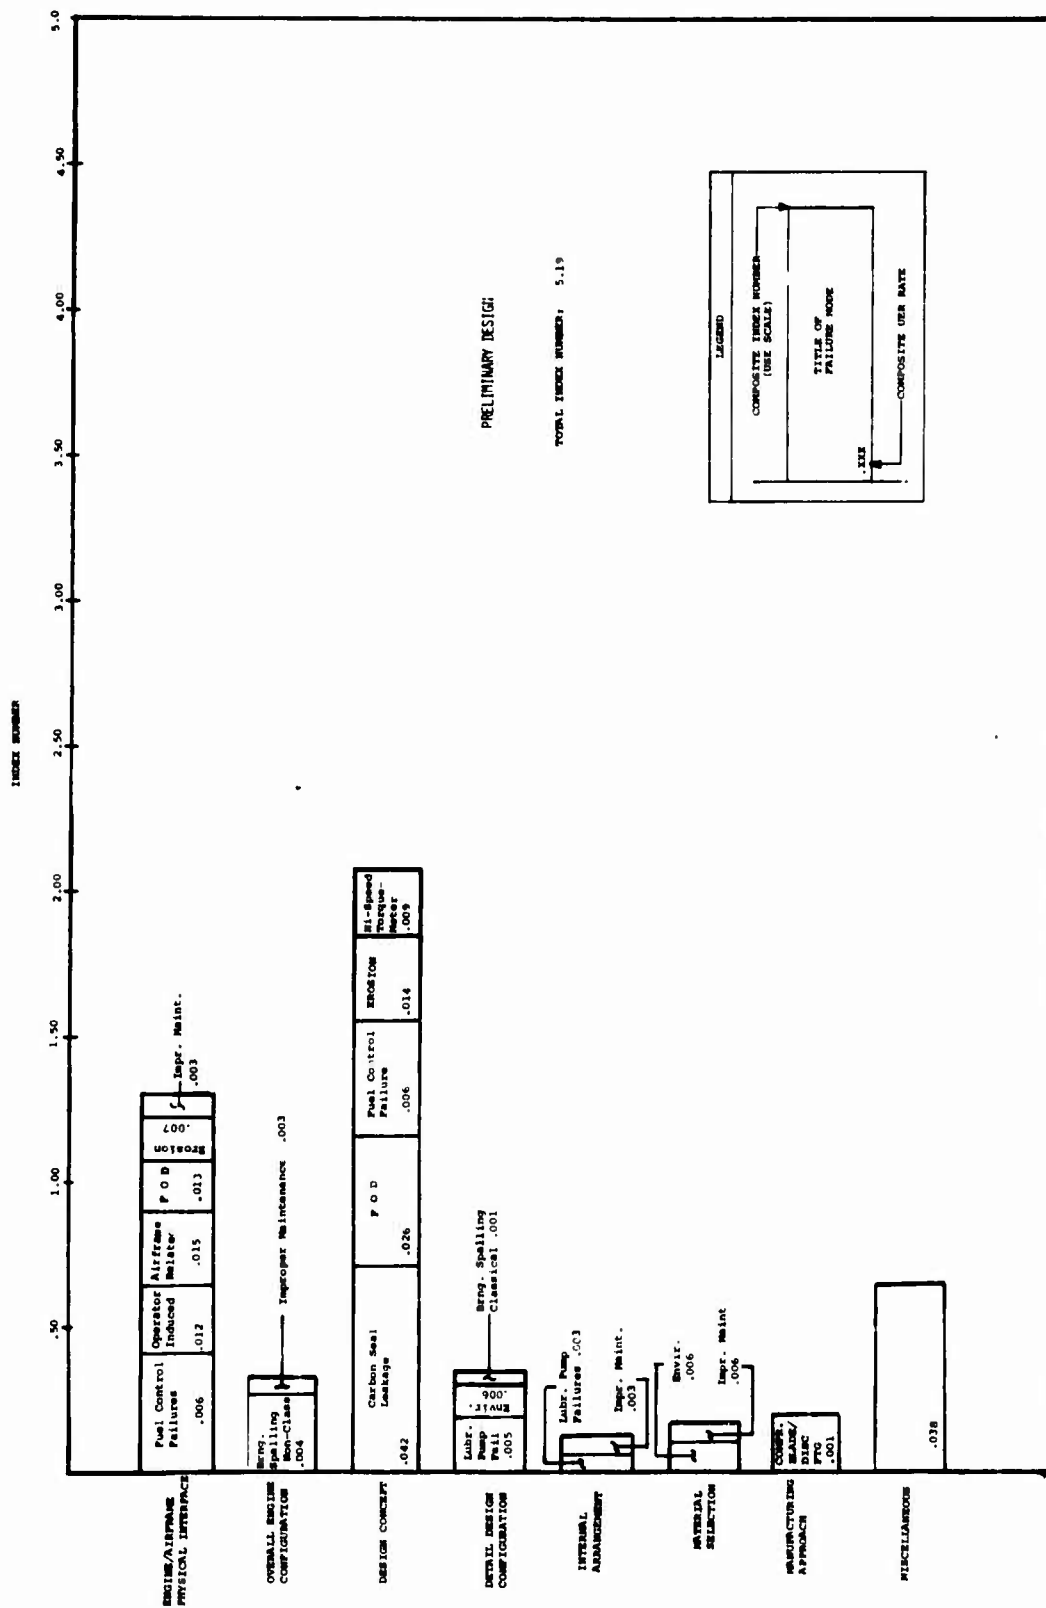 INDEX NUMBER
.50
1.00
1.50
2.00
2.50
3.00
3.50
4.00
4.50
5.0
ENGINE/AIRFRAME
PHYSICAL INTERFACE
Fuel Control
Failures
.006
Operator
Induced
.012
Airframe
Related
.015
F O D
.013
Erosion
.007
Impr. Maint.
.003
OVERALL ENGINE
CONFIGURATION
Brng.
Spalling
Non-Class
.004
Improper Maintenance .003
DESIGN CONCEPT
Carbon Seal
Leakage
.042
F O D
.026
Fuel Control
Failure
.006
EROSION
.014
Hi-Speed
Torque-
Meter
.009
DETAIL DESIGN
CONFIGURATION
Lubr.
Pump
Fail
.005
Envir.
.006
Brng. Spalling
Classical .001
INTERNAL
ARRANGEMENT
Lubr. Pump
Failures .003
Impr. Maint.
.003
MATERIAL
SELECTION
Envir.
.006
Impr. Maint
.006
MANUFACTURING
APPROACH
COMPR.
BLADE/
DISC
FTG
.001
MISCELLANEOUS
.038
PRELIMINARY DESIGN
TOTAL INDEX NUMBER: 5.19
LEGEND
COMPOSITE INDEX NUMBER
(USE SCALE)
TITLE OF
FAILURE MODE
.XXX
COMPOSITE UER RATE